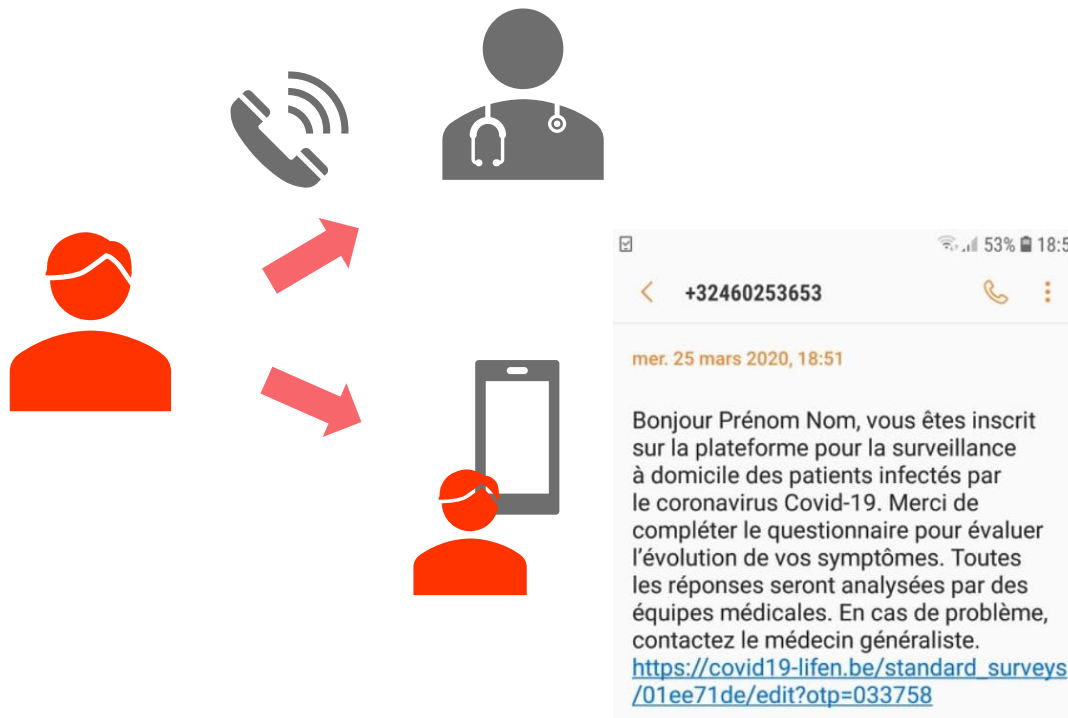 53% 18:5
+32460253653
mer. 25 mars 2020, 18:51
Bonjour Prénom Nom, vous êtes inscrit
sur la plateforme pour la surveillance
à domicile des patients infectés par
le coronavirus Covid-19. Merci de
compléter le questionnaire pour évaluer
l’évolution de vos symptômes. Toutes
les réponses seront analysées par des
équipes médicales. En cas de problème,
contactez le médecin généraliste.
https://covid19-lifen.be/standard_surveys
/01ee71de/edit?otp=033758